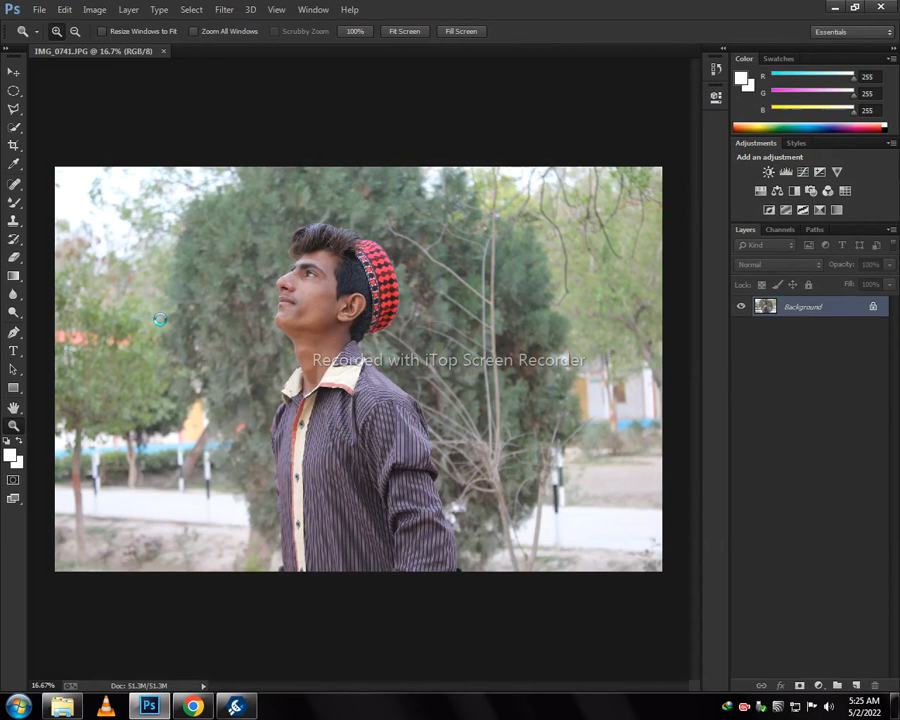 Ps File Edit Image Layer Type Select Filter 3D View Window Help
Resize Windows to Fit Zoom All Windows Scrubby Zoom 100% Fit Screen Fill Screen Essentials
IMG_0741.JPG @ 16.7% (RGB/8) ×
Color Swatches
R 255
G 255
B 255
Adjustments Styles
Add an adjustment
Layers Channels Paths
Kind
Normal Opacity: 100%
Lock: Fill: 100%
Background
Recorded with iTop Screen Recorder
16.67% Doc: 51.3M/51.3M
Ps
5:25 AM
5/2/2022